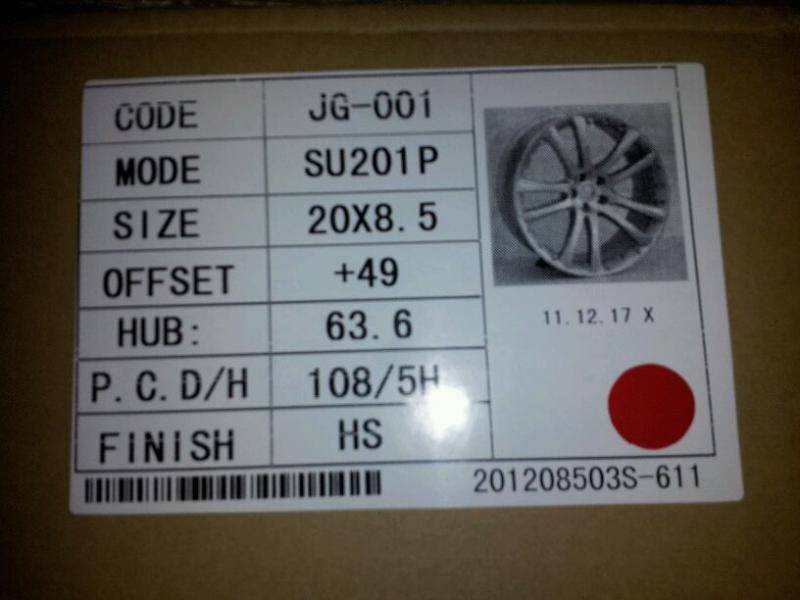 CODE JG-001
MODE SU201P
SIZE 20X8.5
OFFSET +49
HUB: 63.6
P.C.D/H 108/5H
FINISH HS
11.12.17 X
201208503S-611